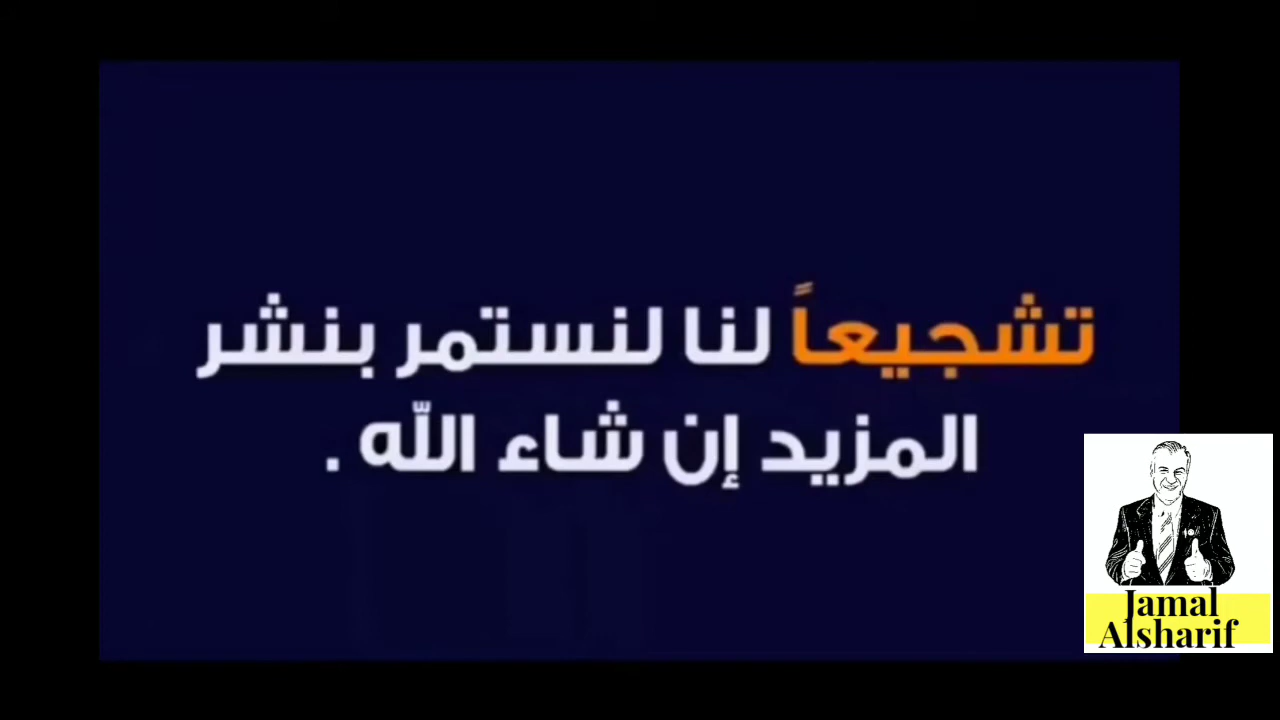 تشجيعاً لنا لنستمر بنشر
المزيد إن شاء الله .
Jamal
Alsharif